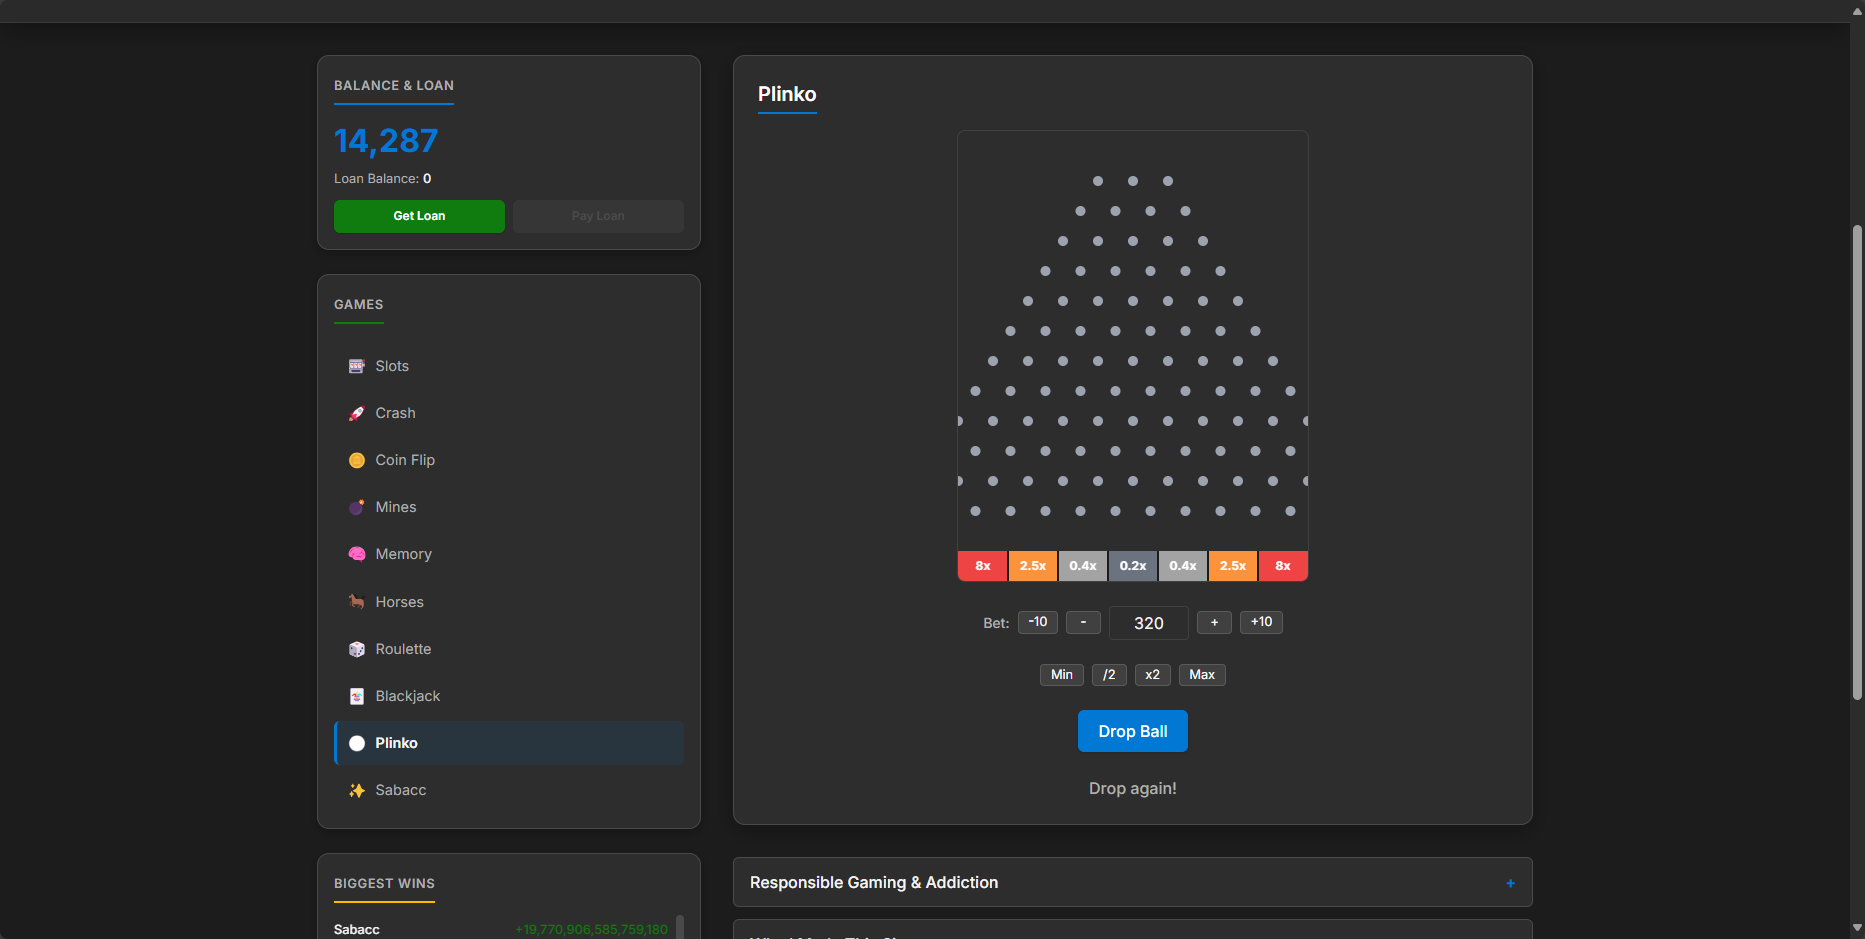 BALANCE & LOAN
14,287
Loan Balance: 0
Get Loan
Pay Loan
GAMES
Slots
Crash
Coin Flip
Mines
Memory
Horses
Roulette
Blackjack
Plinko
Sabacc
BIGGEST WINS
Sabacc +19,770,906,585,759,180
Plinko
8x 2.5x 0.4x 0.2x 0.4x 2.5x 8x
Bet: -10 - 320 + +10
Min /2 x2 Max
Drop Ball
Drop again!
Responsible Gaming & Addiction +